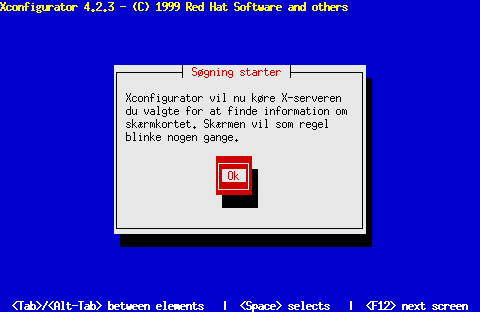 Xconfigurator 4.2.3 - (C) 1999 Red Hat Software and others
Søgning starter
Xconfigurator vil nu køre X-serveren
du valgte for at finde information om
skærmkortet. Skærmen vil som regel
blinke nogen gange.
Ok
<Tab>/<Alt-Tab> between elements | <Space> selects | <F12> next screen